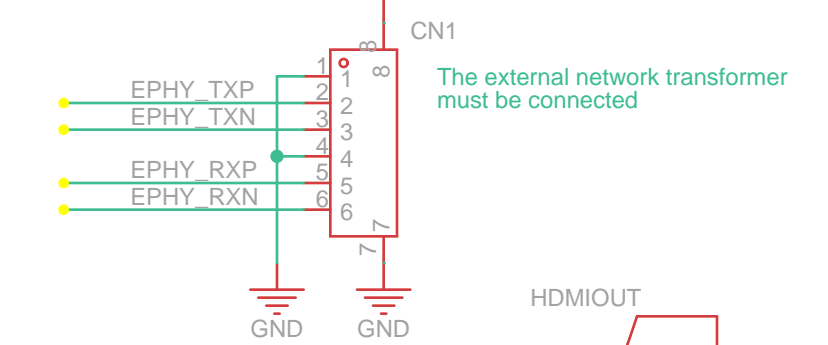 CN1
8
8
The external network transformer
must be connected
1
1
EPHY_TXP
2
2
EPHY_TXN
3
3
4
4
EPHY_RXP
5
5
EPHY_RXN
6
6
7
7
GND
GND
HDMIOUT